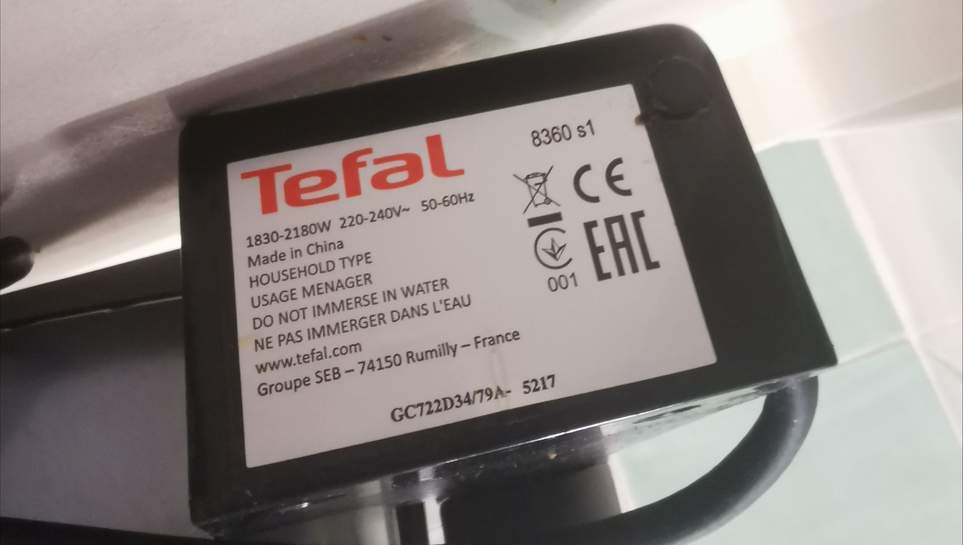 Tefal
8360 s1
1830-2180W 220-240V~ 50-60Hz
Made in China
HOUSEHOLD TYPE
USAGE MENAGER
DO NOT IMMERSE IN WATER
NE PAS IMMERGER DANS L'EAU
www.tefal.com
Groupe SEB – 74150 Rumilly – France
CE
EAC
001
GC722D34/79A- 5217